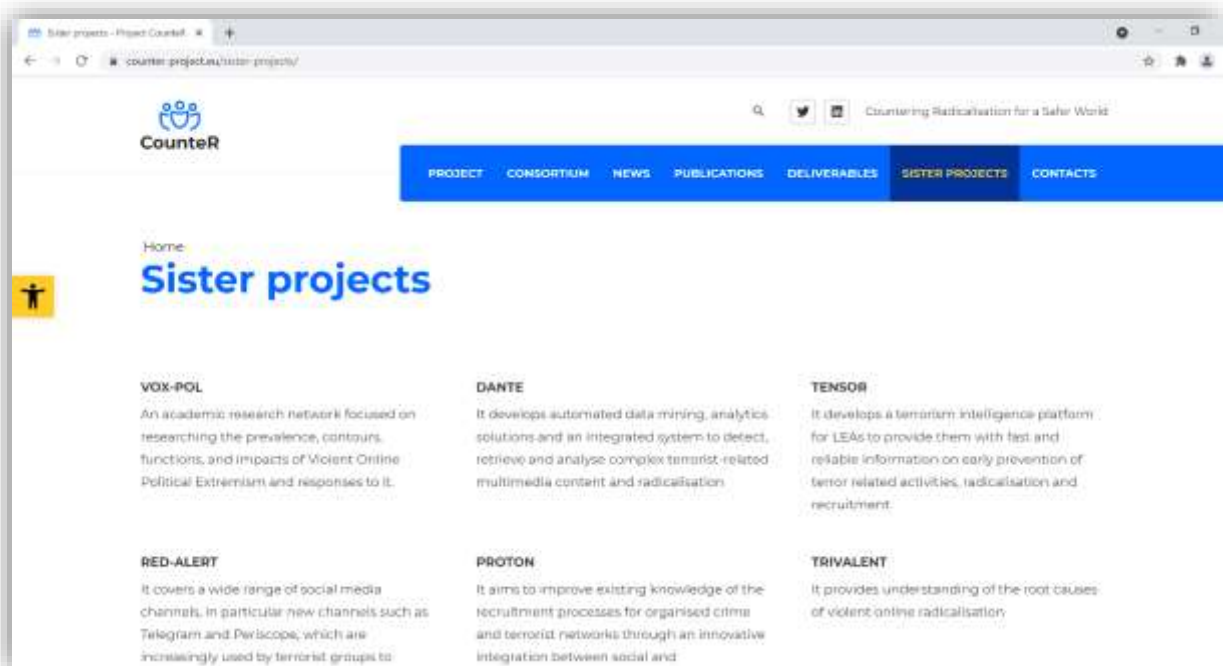 Sister projects - Project CounteR
counter-project.eu/sister-projects/
CounteR
Countering Radicalisation for a Safer World
PROJECT CONSORTIUM NEWS PUBLICATIONS DELIVERABLES SISTER PROJECTS CONTACTS
Home
Sister projects
VOX-POL
An academic research network focused on
researching the prevalence, contours,
functions, and impacts of Violent Online
Political Extremism and responses to it.
DANTE
It develops automated data mining, analytics
solutions and an integrated system to detect,
retrieve and analyse complex terrorist-related
multimedia content and radicalisation
TENSOR
It develops a terrorism intelligence platform
for LEAs to provide them with fast and
reliable information on early prevention of
terror related activities, radicalisation and
recruitment.
RED-ALERT
It covers a wide range of social media
channels, in particular new channels such as
Telegram and Periscope, which are
increasingly used by terrorist groups to
PROTON
It aims to improve existing knowledge of the
recruitment processes for organised crime
and terrorist networks through an innovative
integration between social and
TRIVALENT
It provides understanding of the root causes
of violent online radicalisation